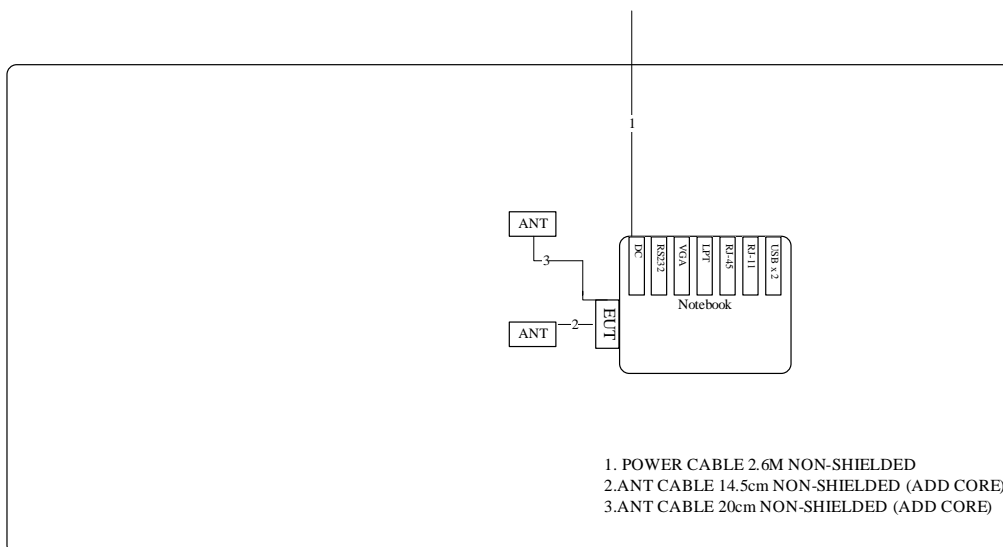 1
ANT
3
DC
RS232
VGA
LPT
RJ-45
RJ-11
USB x 2
Notebook
EUT
ANT
2
1. POWER CABLE 2.6M NON-SHIELDED
2.ANT CABLE 14.5cm NON-SHIELDED (ADD CORE)
3.ANT CABLE 20cm NON-SHIELDED (ADD CORE)